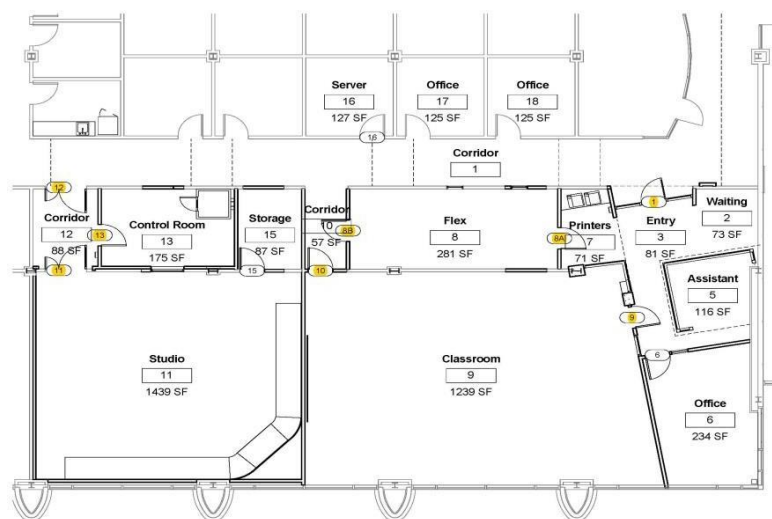 Server
16
127 SF
Office
17
125 SF
Office
18
125 SF
16
Corridor
1
12
1
Corridor
12
88 SF
13
Control Room
13
175 SF
Storage
15
87 SF
Corridor
10
57 SF
8B
Flex
8
281 SF
8A
Printers
7
71 SF
Entry
3
81 SF
Waiting
2
73 SF
11
15
10
Assistant
5
116 SF
9
6
Studio
11
1439 SF
Classroom
9
1239 SF
Office
6
234 SF